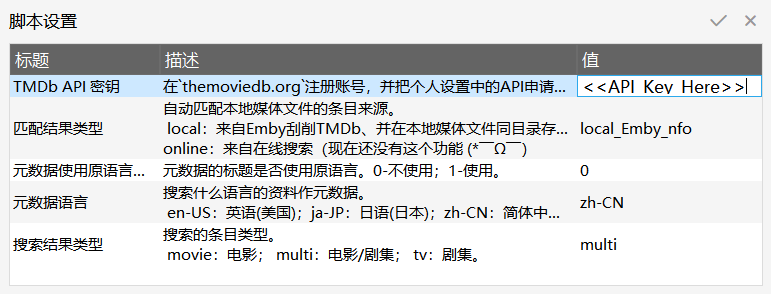 脚本设置
标题 描述 值
TMDb API 密钥 在`themoviedb.org`注册账号，并把个人设置中的API申请... <<API_Key_Here>>
自动匹配本地媒体文件的条目来源。
匹配结果类型 local：来自Emby刮削TMDb、并在本地媒体文件同目录存... local_Emby_nfo
online：来自在线搜索（现在还没有这个功能 (*￣Ω￣)
元数据使用原语言... 元数据的标题是否使用原语言。0-不使用；1-使用。 0
搜索什么语言的资料作元数据。
元数据语言 en-US：英语(美国)；ja-JP：日语(日本)；zh-CN：简体中... zh-CN
搜索的条目类型。
搜索结果类型 movie：电影； multi：电影/剧集； tv：剧集。 multi